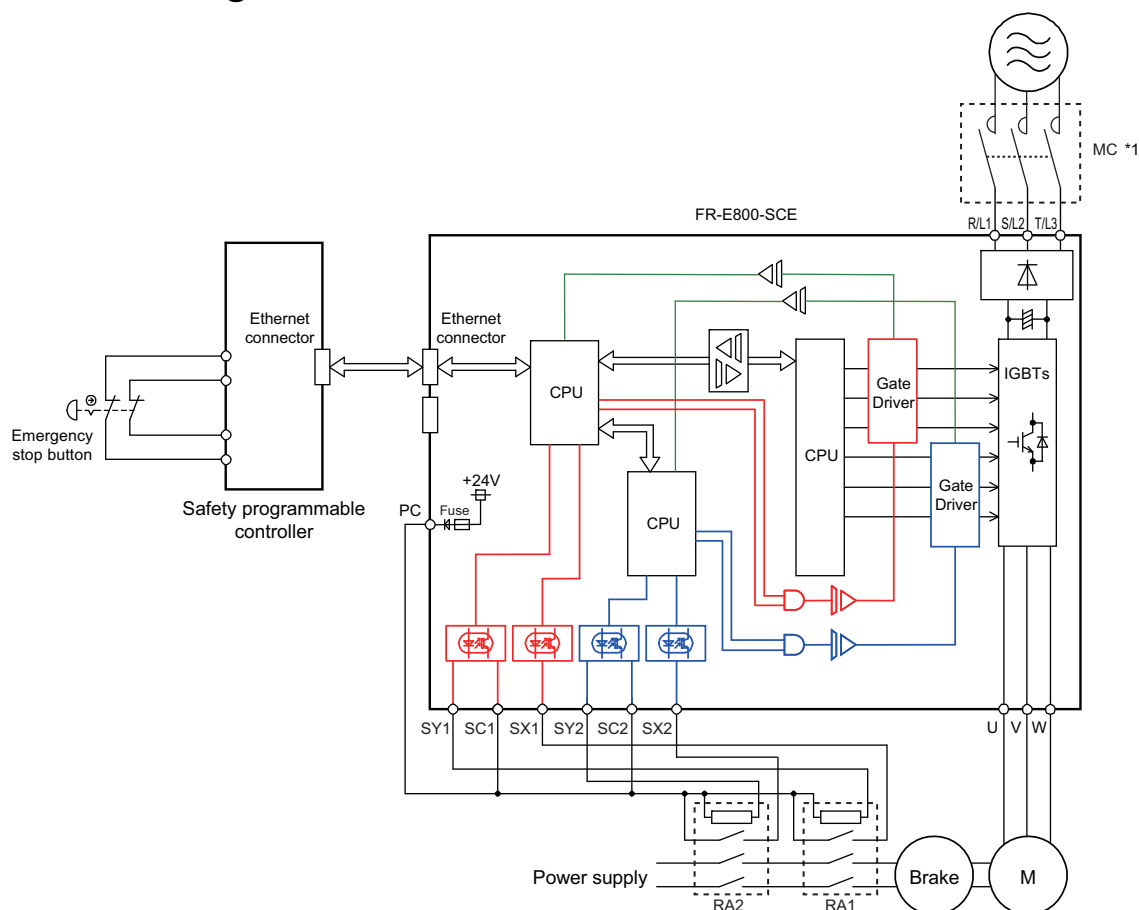 MC *1
FR-E800-SCE
R/L1 S/L2 T/L3
Ethernet
connector
Ethernet
connector
CPU
Gate
Driver
IGBTs
Emergency
stop button
CPU
Gate
Driver
CPU
+24V
PC
Fuse
Safety programmable
controller
SY1 SC1 SX1 SY2 SC2 SX2
U V W
Power supply
Brake
M
RA2
RA1